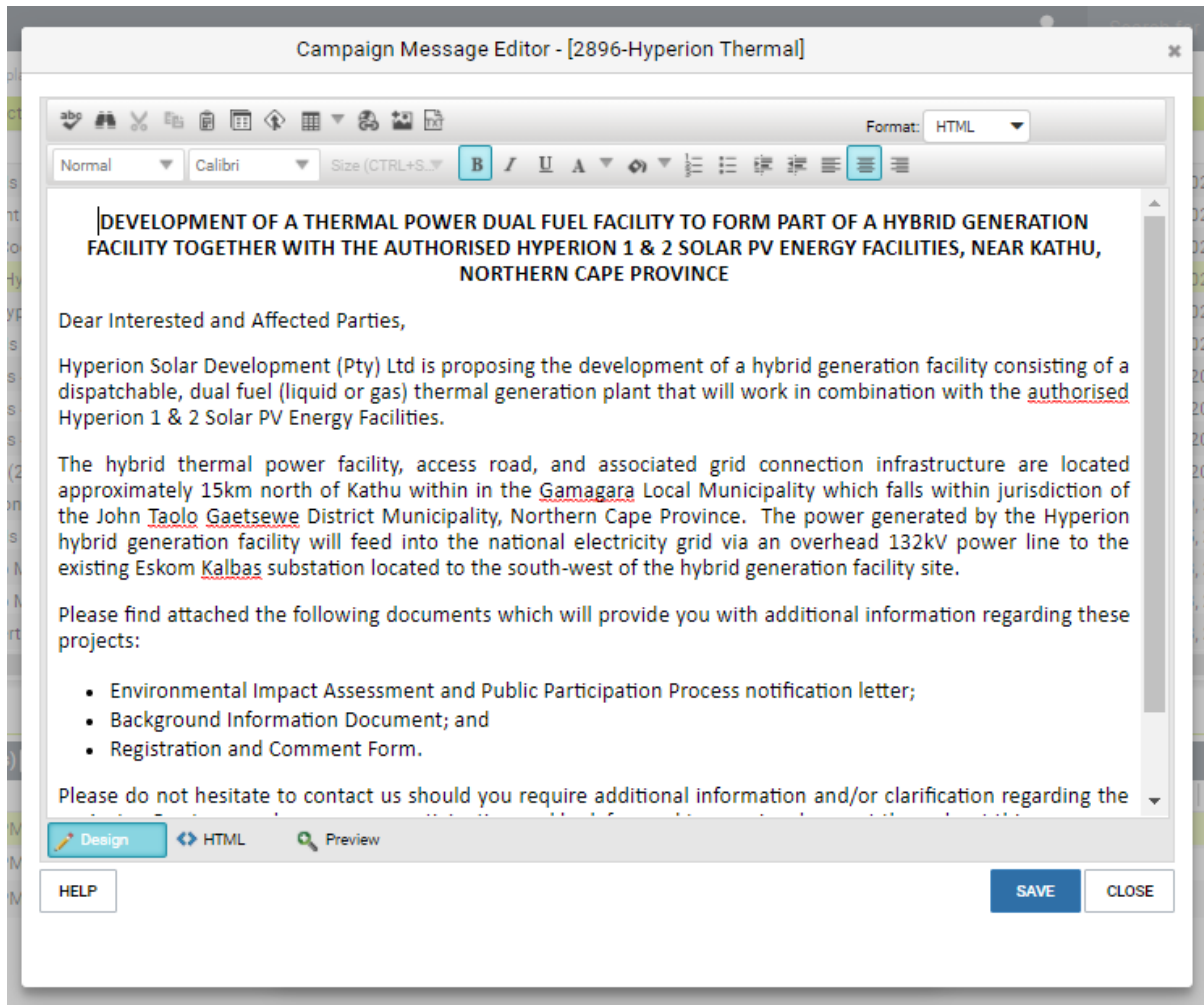 Campaign Message Editor - [2896-Hyperion Thermal]
abc
TXT
Format: HTML
Normal
Calibri
Size (CTRL+S...
B I U A
DEVELOPMENT OF A THERMAL POWER DUAL FUEL FACILITY TO FORM PART OF A HYBRID GENERATION
FACILITY TOGETHER WITH THE AUTHORISED HYPERION 1 & 2 SOLAR PV ENERGY FACILITIES, NEAR KATHU,
NORTHERN CAPE PROVINCE
Dear Interested and Affected Parties,
Hyperion Solar Development (Pty) Ltd is proposing the development of a hybrid generation facility consisting of a
dispatchable, dual fuel (liquid or gas) thermal generation plant that will work in combination with the authorised
Hyperion 1 & 2 Solar PV Energy Facilities.
The hybrid thermal power facility, access road, and associated grid connection infrastructure are located
approximately 15km north of Kathu within in the Gamagara Local Municipality which falls within jurisdiction of
the John Taolo Gaetsewe District Municipality, Northern Cape Province. The power generated by the Hyperion
hybrid generation facility will feed into the national electricity grid via an overhead 132kV power line to the
existing Eskom Kalbas substation located to the south-west of the hybrid generation facility site.
Please find attached the following documents which will provide you with additional information regarding these
projects:
• Environmental Impact Assessment and Public Participation Process notification letter;
• Background Information Document; and
• Registration and Comment Form.
Please do not hesitate to contact us should you require additional information and/or clarification regarding the
Design
HTML
Preview
HELP
SAVE
CLOSE